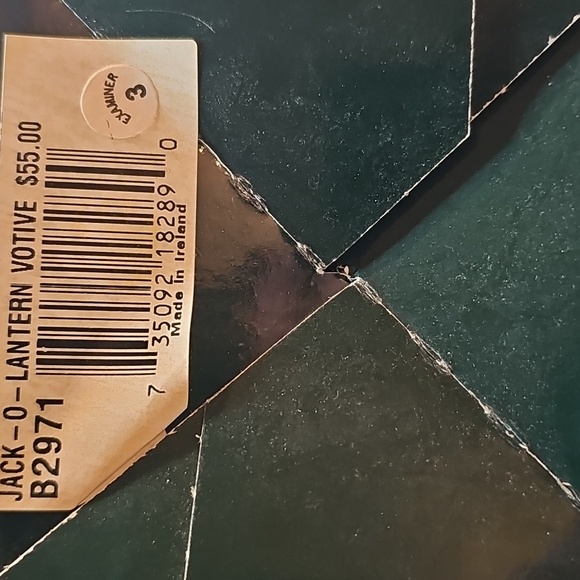 EXAMINER
3
JACK-O-LANTERN VOTIVE $55.00
7 35092 18289 0
Made in Ireland
B2971